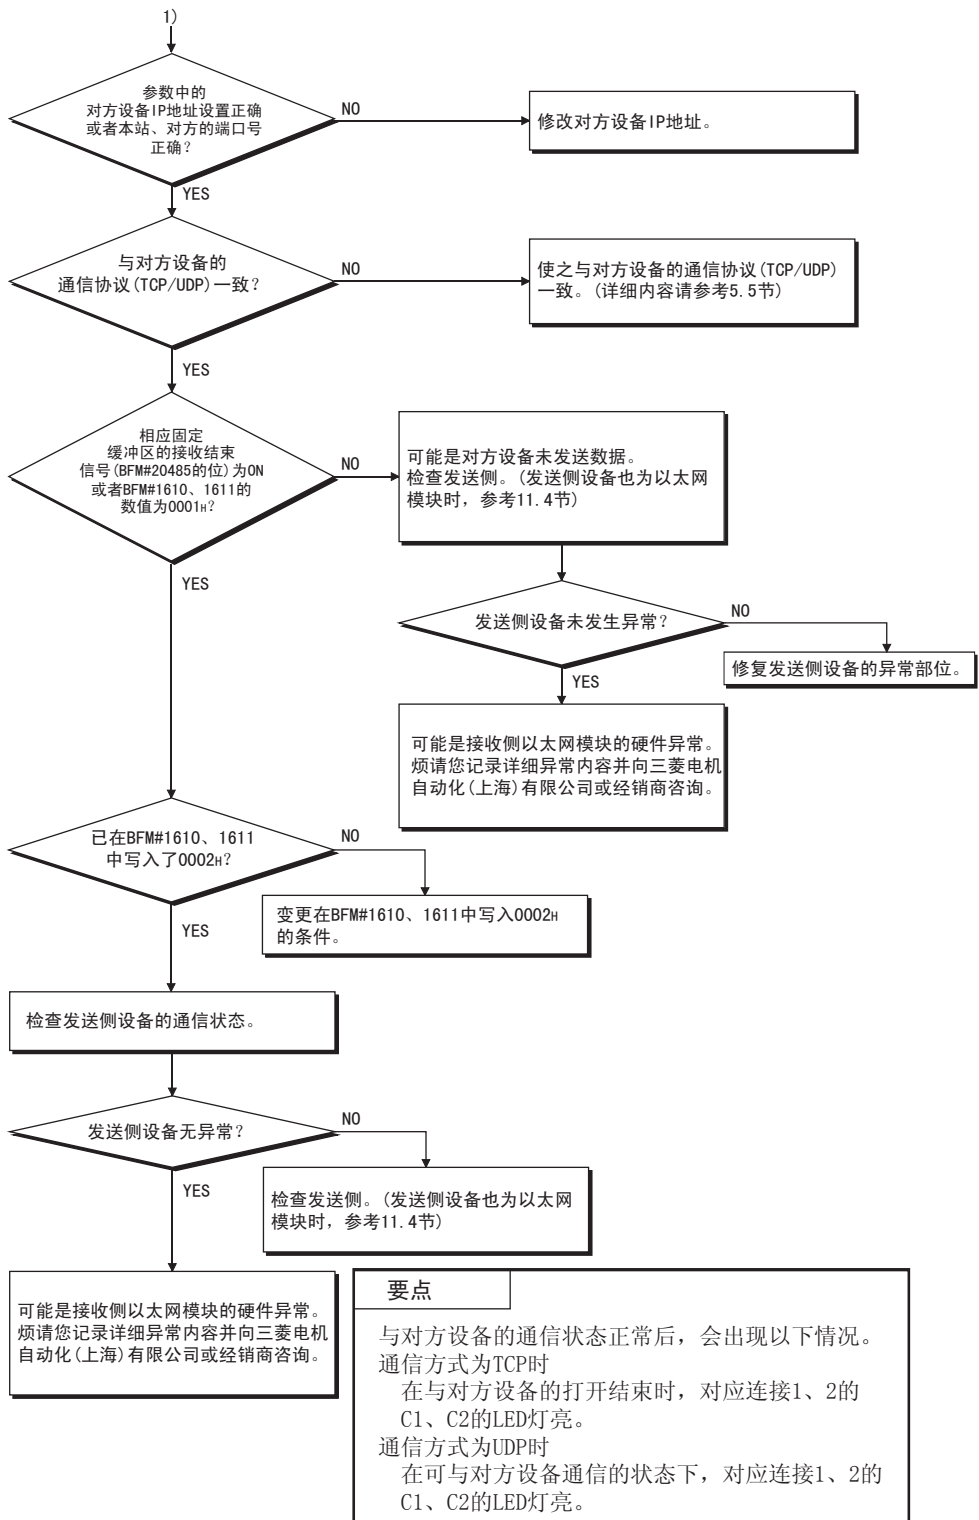 1)
参数中的
对方设备IP地址设置正确
或者本站、对方的端口号
正确？
NO
修改对方设备IP地址。
YES
与对方设备的
通信协议(TCP/UDP)一致？
NO
使之与对方设备的通信协议(TCP/UDP)
一致。(详细内容请参考5.5节)
YES
相应固定
缓冲区的接收结束
信号(BFM#20485的位)为ON
或者BFM#1610、1611的
数值为0001H？
NO
可能是对方设备未发送数据。
检查发送侧。(发送侧设备也为以太网
模块时，参考11.4节)
YES
发送侧设备未发生异常？
NO
修复发送侧设备的异常部位。
YES
可能是接收侧以太网模块的硬件异常。
烦请您记录详细异常内容并向三菱电机
自动化(上海)有限公司或经销商咨询。
已在BFM#1610、1611
中写入了0002H？
NO
变更在BFM#1610、1611中写入0002H
的条件。
YES
检查发送侧设备的通信状态。
发送侧设备无异常？
NO
检查发送侧。(发送侧设备也为以太网
模块时，参考11.4节)
YES
可能是接收侧以太网模块的硬件异常。
烦请您记录详细异常内容并向三菱电机
自动化(上海)有限公司或经销商咨询。
要点
与对方设备的通信状态正常后，会出现以下情况。
通信方式为TCP时
在与对方设备的打开结束时，对应连接1、2的
C1、C2的LED灯亮。
通信方式为UDP时
在可与对方设备通信的状态下，对应连接1、2的
C1、C2的LED灯亮。